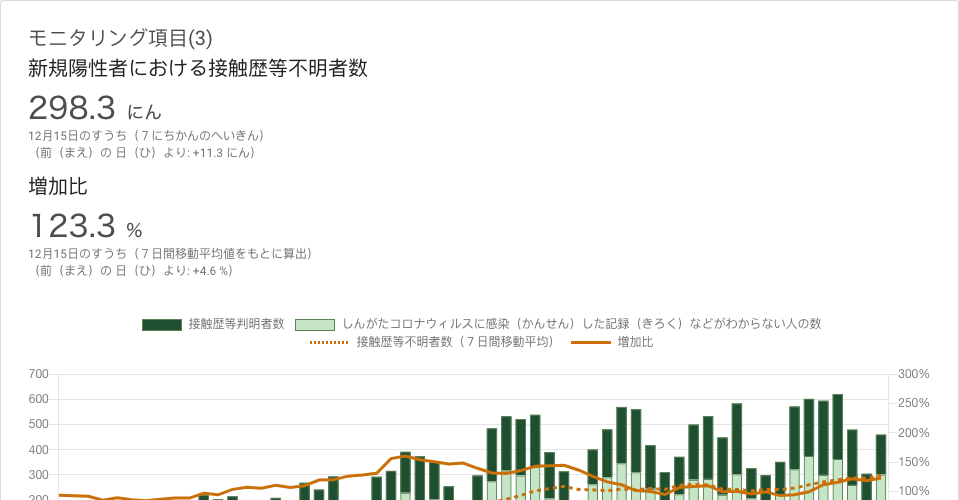 モニタリング項目(3)
新規陽性者における接触歴等不明者数
298.3 にん
12月15日のすうち（７にちかんのへいきん）
（前（まえ）の 日（ひ）より: +11.3 にん）
増加比
123.3 %
12月15日のすうち（７日間移動平均値をもとに算出）
（前（まえ）の 日（ひ）より: +4.6 %）
接触歴等判明者数 しんがたコロナウィルスに感染（かんせん）した記録（きろく）などがわからない人の数
接触歴等不明者数（７日間移動平均） 増加比
700 300%
600 250%
500 200%
400 150%
300 100%
200